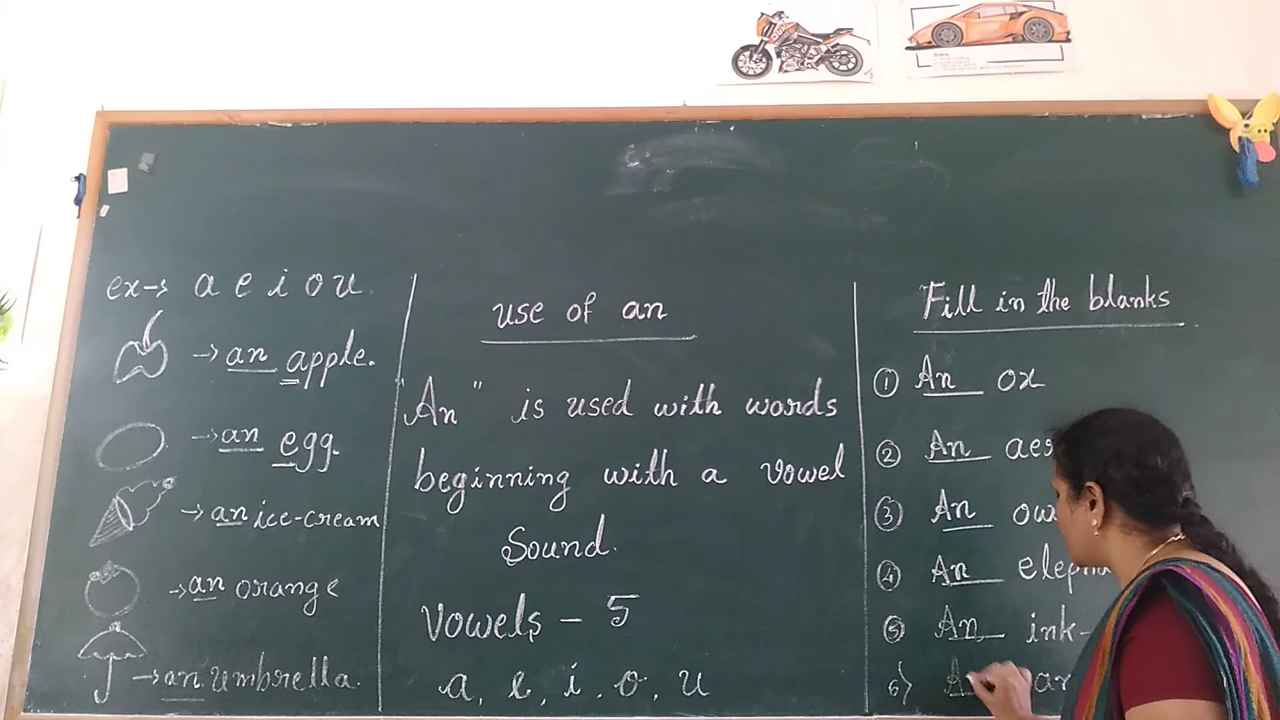 ex→ a e i o u.
→ an apple.
→ an egg.
→ an ice-cream
→ an orange
→ an umbrella.
use of an
"An" is used with words
beginning with a vowel
Sound.
Vowels - 5
a, e, i, o, u
Fill in the blanks
① An ox
② An
③ An
④ An
⑤ An ink-
6)